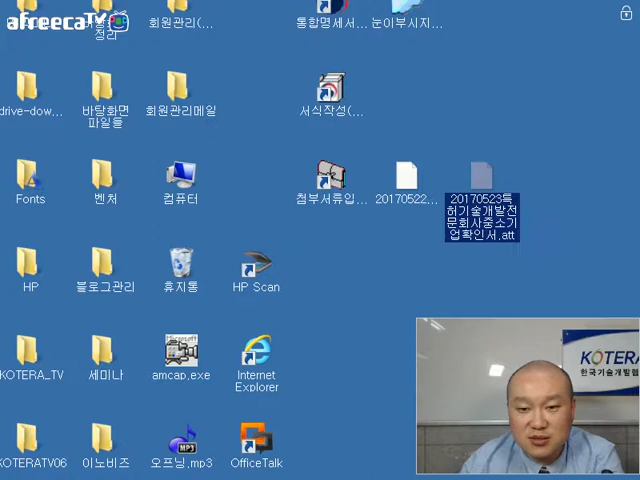 afreecaTV
정리
회원관리(...
통합명세서...
눈이부시지...
drive-dow...
바탕화면
파일들
회원관리메일
서식작성(...
Fonts
벤처
컴퓨터
첨부서류입...
20170522...
20170523특
허기술개발전
문회사중소기
업확인서.att
HP
블로그관리
휴지통
HP Scan
KOTERA_TV
세미나
Microsoft
amcap.exe
Internet
Explorer
KOTERATV06
이노비즈
MP3
오프닝.mp3
OfficeTalk
KOTERA
한국기술개발협